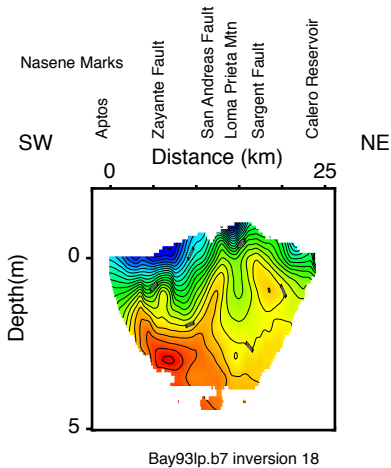 Nasene Marks
Aptos
Zayante Fault
San Andreas Fault
Loma Prieta Mtn
Sargent Fault
Calero Reservoir
SW
NE
Distance (km)
0
25
Depth(m)
0
5
Bay93lp.b7 inversion 18